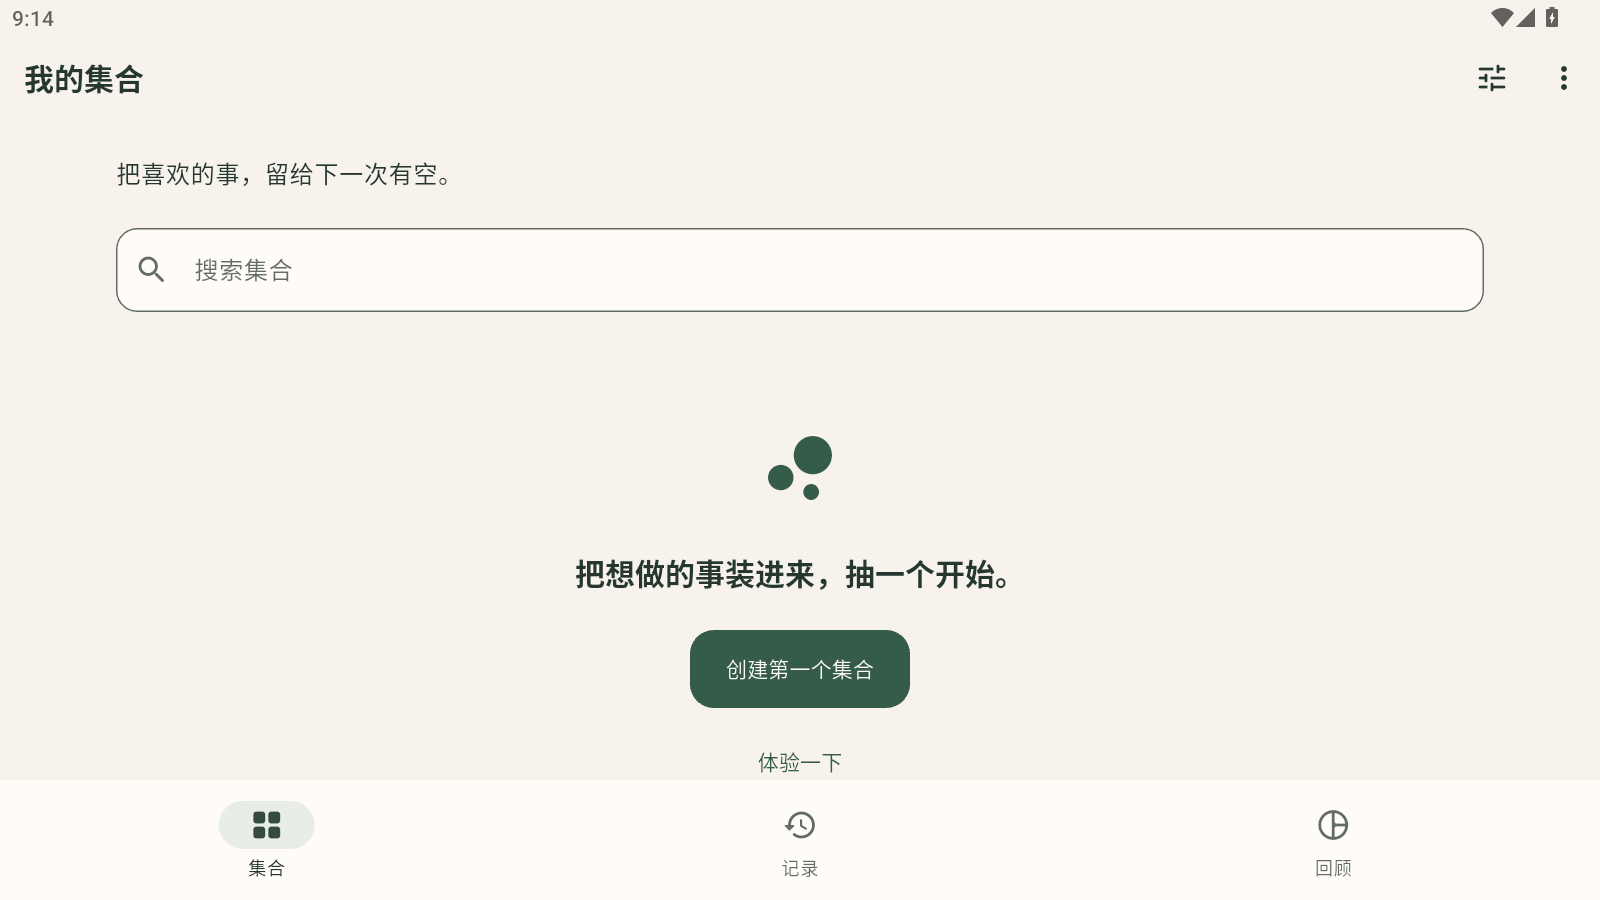 9:14
我的集合
把喜欢的事，留给下一次有空。
搜索集合
把想做的事装进来，抽一个开始。
创建第一个集合
体验一下
集合
记录
回顾